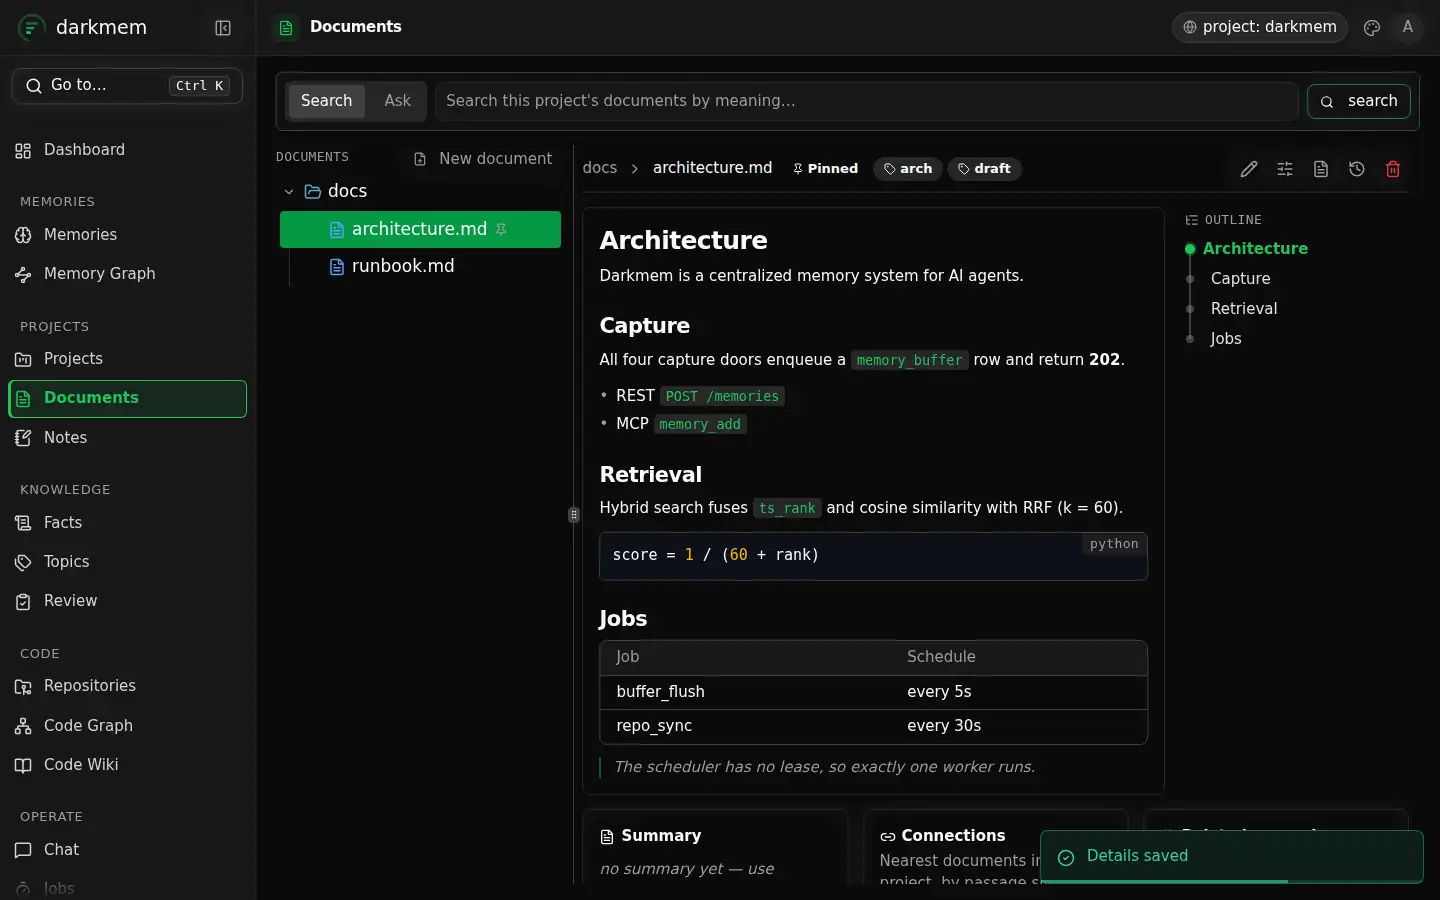 darkmem
Go to...
Ctrl K
Dashboard
MEMORIES
Memories
Memory Graph
PROJECTS
Projects
Documents
Notes
KNOWLEDGE
Facts
Topics
Review
CODE
Repositories
Code Graph
Code Wiki
OPERATE
Chat
Jobs
Documents
project: darkmem
A
Search
Ask
Search this project's documents by meaning...
search
DOCUMENTS
New document
docs
architecture.md
runbook.md
docs > architecture.md
Pinned
arch
draft
Architecture
Darkmem is a centralized memory system for AI agents.
Capture
All four capture doors enqueue a memory_buffer row and return 202.
• REST POST /memories
• MCP memory_add
Retrieval
Hybrid search fuses ts_rank and cosine similarity with RRF (k = 60).
python
score = 1 / (60 + rank)
Jobs
Job Schedule
buffer_flush every 5s
repo_sync every 30s
The scheduler has no lease, so exactly one worker runs.
OUTLINE
Architecture
Capture
Retrieval
Jobs
Summary
no summary yet — use
Connections
Nearest documents in
project, by passage
Details saved